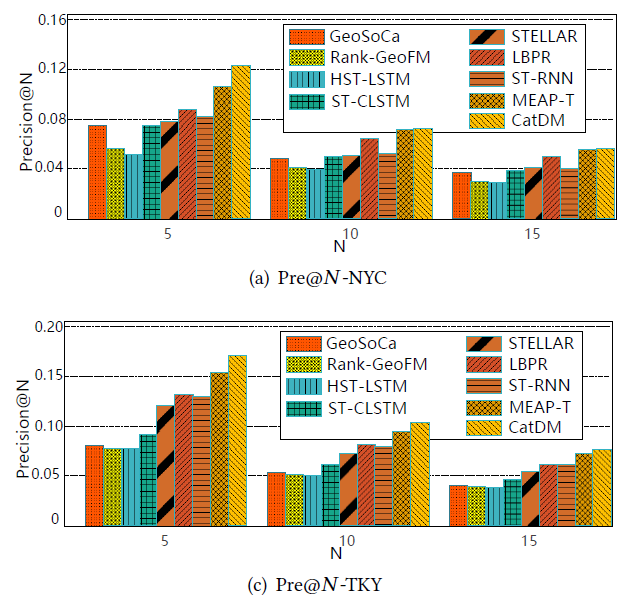 0.16
0.12
0.08
0.04
0
Precision@N
GeoSoCa
Rank-GeoFM
HST-LSTM
ST-CLSTM
STELLAR
LBPR
ST-RNN
MEAP-T
CatDM
5 10 15
N
(a) Pre@N-NYC
0.20
0.15
0.10
0.05
0
Precision@N
GeoSoCa
Rank-GeoFM
HST-LSTM
ST-CLSTM
STELLAR
LBPR
ST-RNN
MEAP-T
CatDM
5 10 15
N
(c) Pre@N-TKY